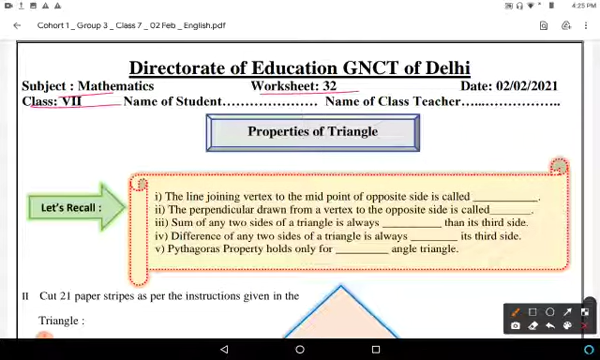 4:25 PM
Cohort 1 _ Group 3 _ Class 7 _ 02 Feb _ English.pdf
Directorate of Education GNCT of Delhi
Subject : Mathematics Worksheet: 32 Date: 02/02/2021
Class: VII Name of Student………………… Name of Class Teacher…...……………..
Properties of Triangle
Let's Recall :
i) The line joining vertex to the mid point of opposite side is called ___________.
ii) The perpendicular drawn from a vertex to the opposite side is called_______.
iii) Sum of any two sides of a triangle is always __________ than its third side.
iv) Difference of any two sides of a triangle is always ________ its third side.
v) Pythagoras Property holds only for _________ angle triangle.
II Cut 21 paper stripes as per the instructions given in the
Triangle :